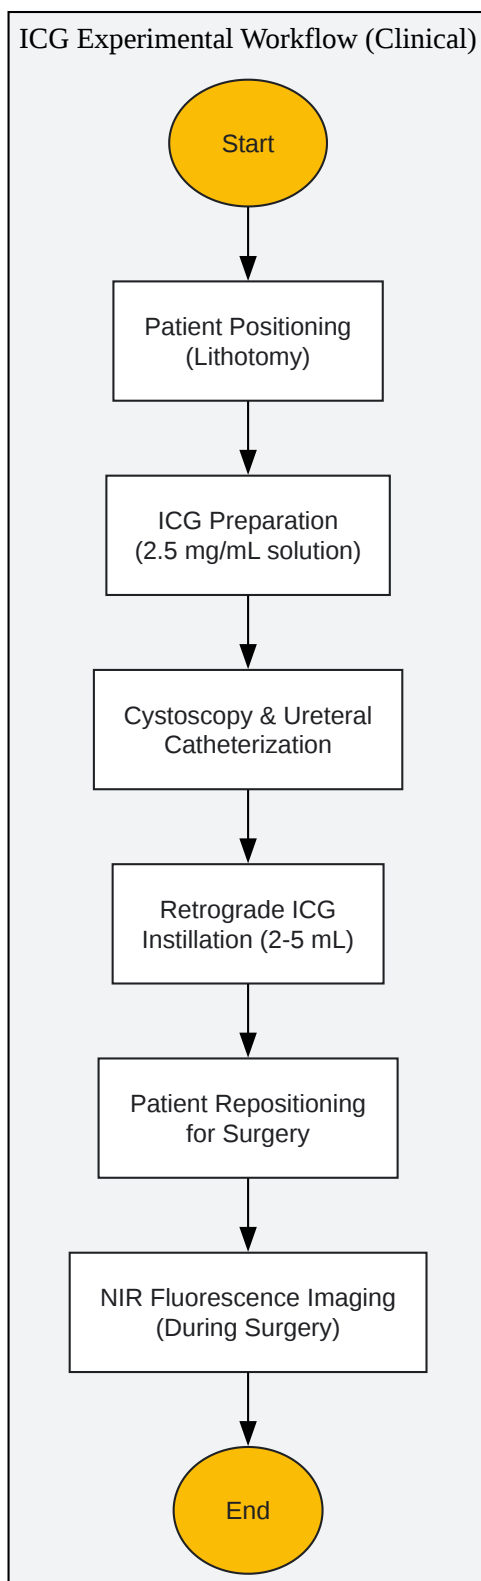 ICG Experimental Workflow (Clinical)
Start
Patient Positioning
(Lithotomy)
ICG Preparation
(2.5 mg/mL solution)
Cystoscopy & Ureteral
Catheterization
Retrograde ICG
Instillation (2-5 mL)
Patient Repositioning
for Surgery
NIR Fluorescence Imaging
(During Surgery)
End